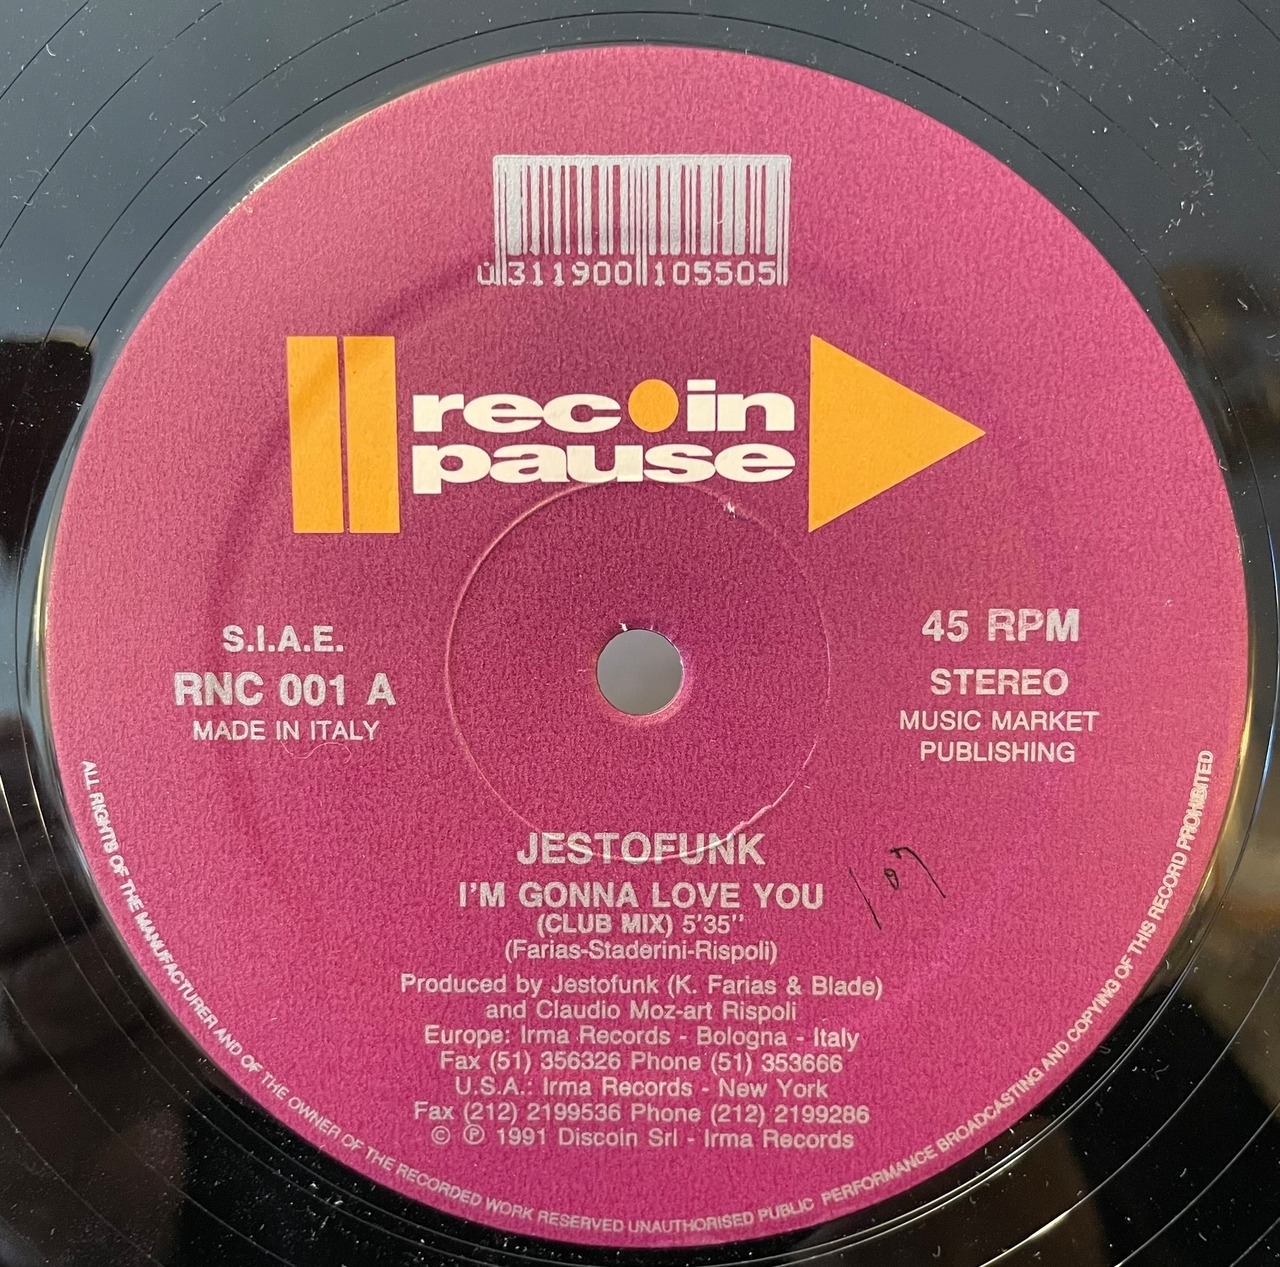 0 311900 105505
rec in
pause
S.I.A.E.
RNC 001 A
MADE IN ITALY
45 RPM
STEREO
MUSIC MARKET
PUBLISHING
JESTOFUNK
I'M GONNA LOVE YOU
(CLUB MIX) 5'35"
(Farias-Staderini-Rispoli)
Produced by Jestofunk (K. Farias & Blade)
and Claudio Moz-art Rispoli
Europe: Irma Records - Bologna - Italy
Fax (51) 356326 Phone (51) 353666
U.S.A.: Irma Records - New York
Fax (212) 2199536 Phone (212) 2199286
© ℗ 1991 Discoin Srl - Irma Records
ALL RIGHTS OF THE MANUFACTURER AND OF THE OWNER OF THE RECORDED WORK RESERVED UNAUTHORISED PUBLIC PERFORMANCE BROADCASTING AND COPYING OF THIS RECORD PROHIBITED